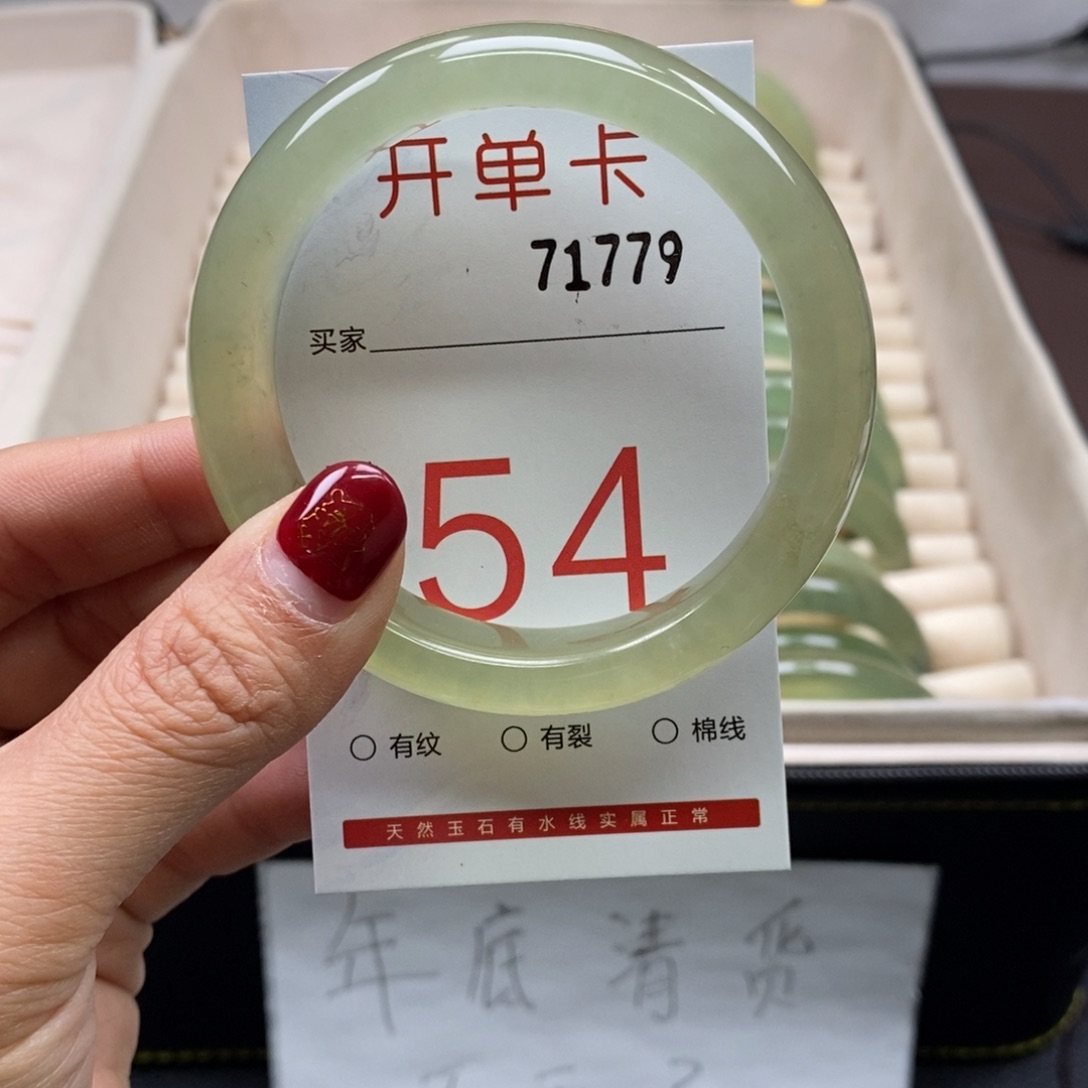 开单卡
71779
买家
54
有纹 有裂 棉线
天然玉石有水线实属正常
年底清货